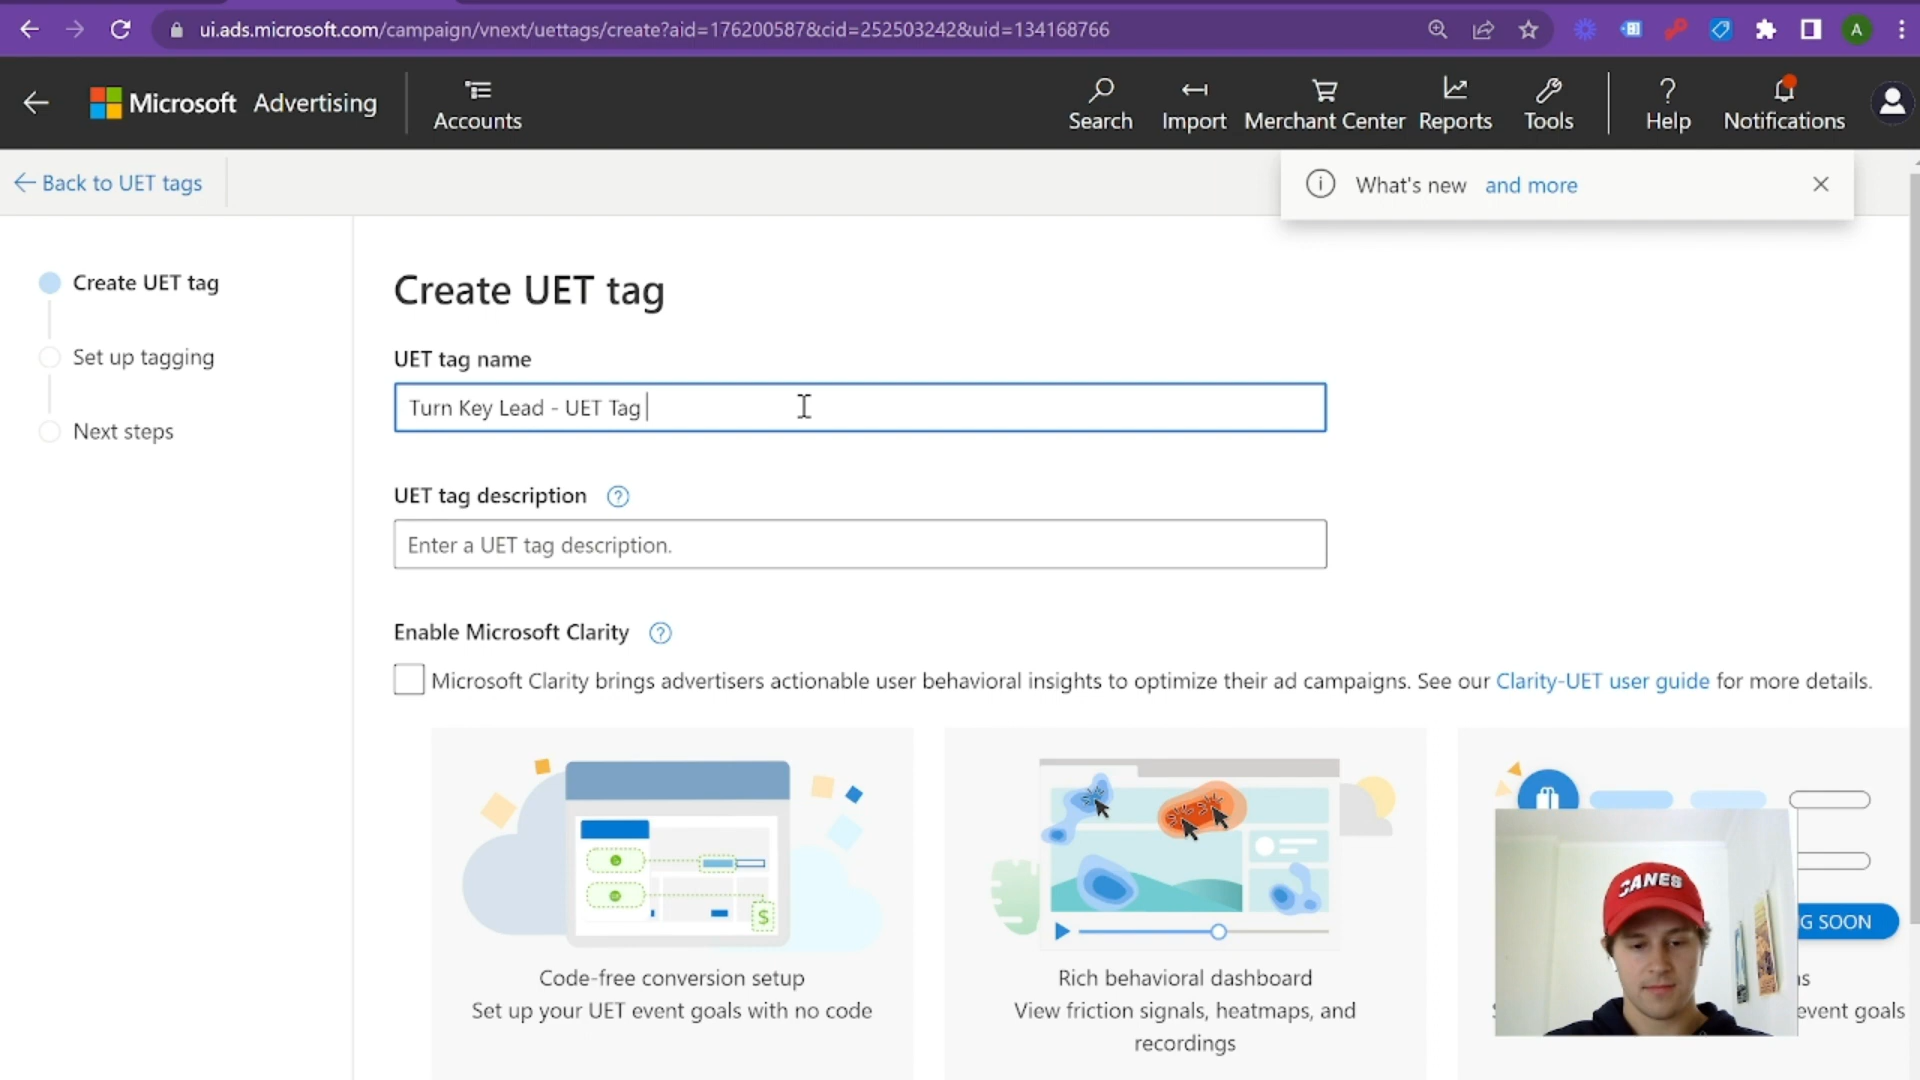 ui.ads.microsoft.com/campaign/vnext/uettags/create?aid=176200587&cid=252503242&uid=134168766
A
Microsoft Advertising
Accounts
Search
Import
Merchant Center
Reports
Tools
Help
Notifications
Back to UET tags
What's new and more
Create UET tag
Set up tagging
Next steps
Create UET tag
UET tag name
Turn Key Lead - UET Tag
UET tag description
Enter a UET tag description.
Enable Microsoft Clarity
Microsoft Clarity brings advertisers actionable user behavioral insights to optimize their ad campaigns. See our Clarity-UET user guide for more details.
$
CANES
G SOON
Code-free conversion setup
Set up your UET event goals with no code
Rich behavioral dashboard
View friction signals, heatmaps, and
recordings
event goals